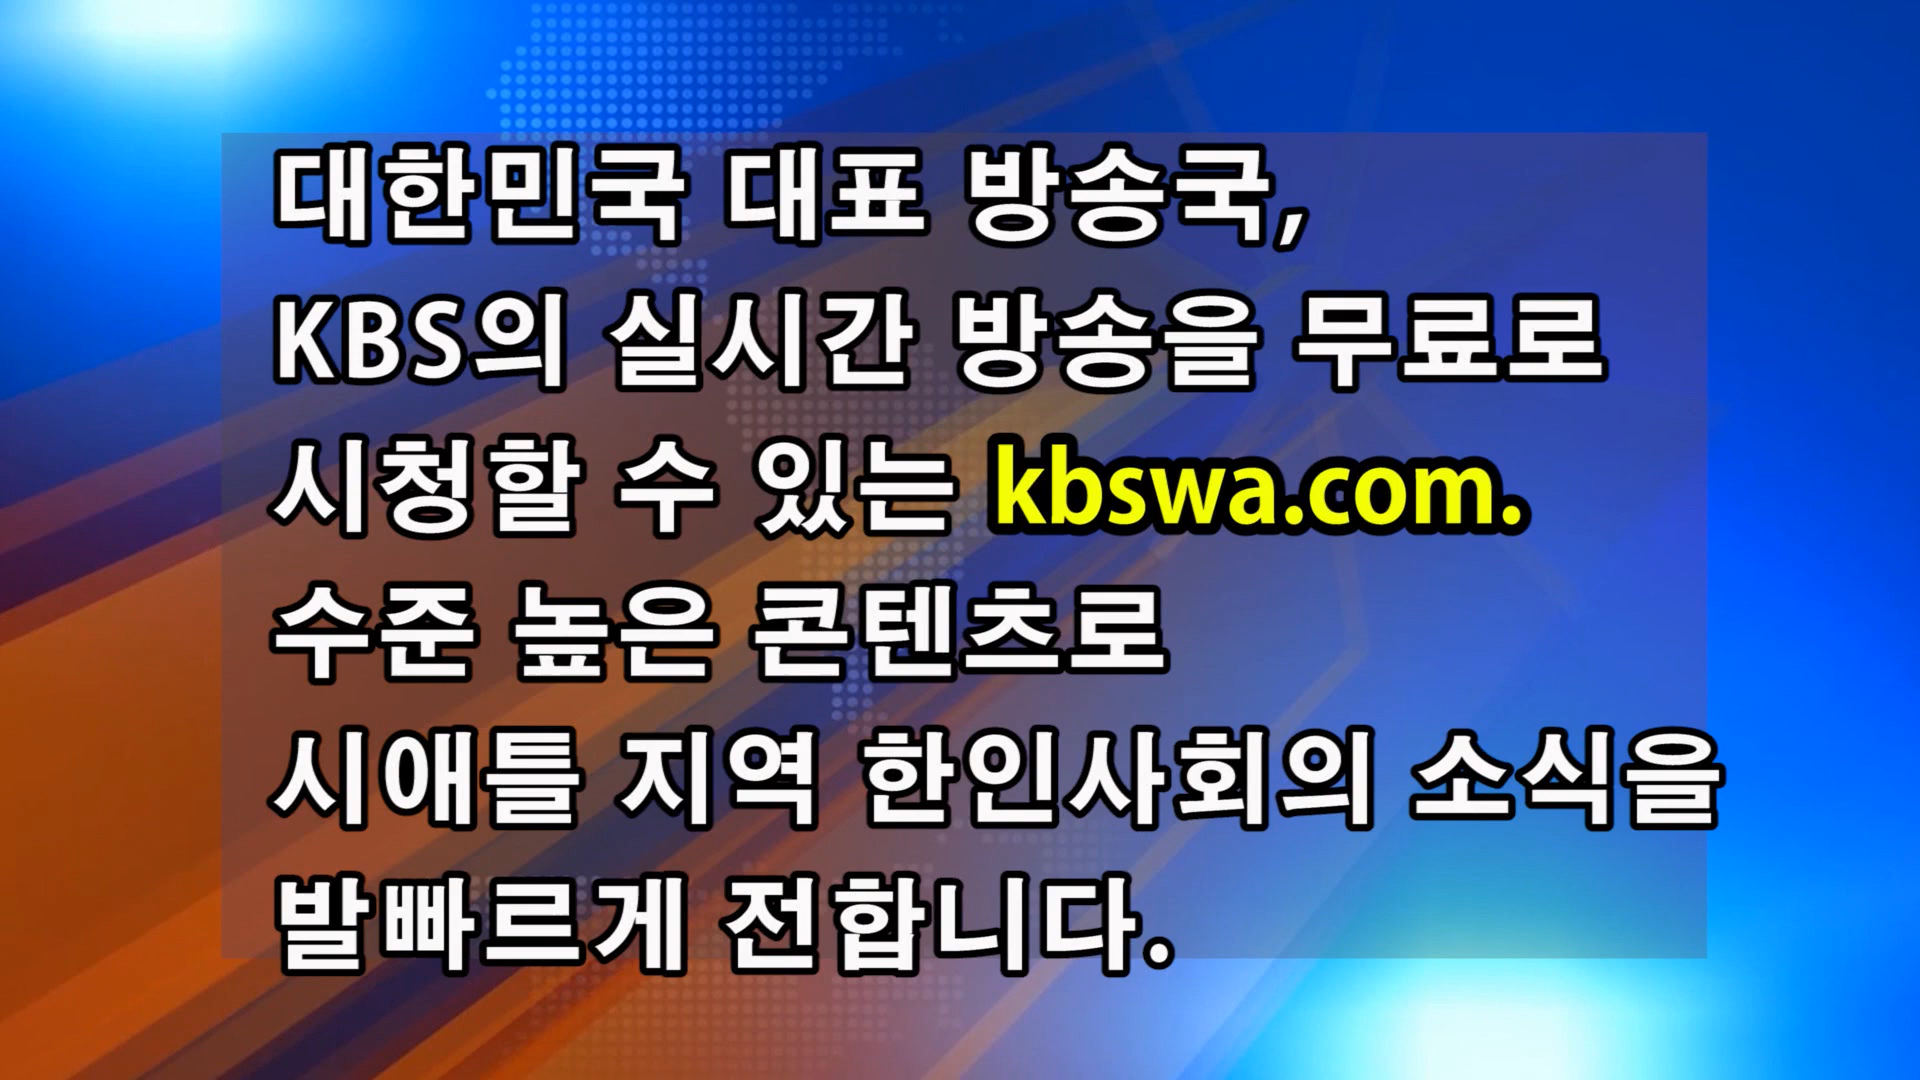 대한민국 대표 방송국,
KBS의 실시간 방송을 무료로
시청할 수 있는 kbswa.com.
수준 높은 콘텐츠로
시애틀 지역 한인사회의 소식을
발빠르게 전합니다.